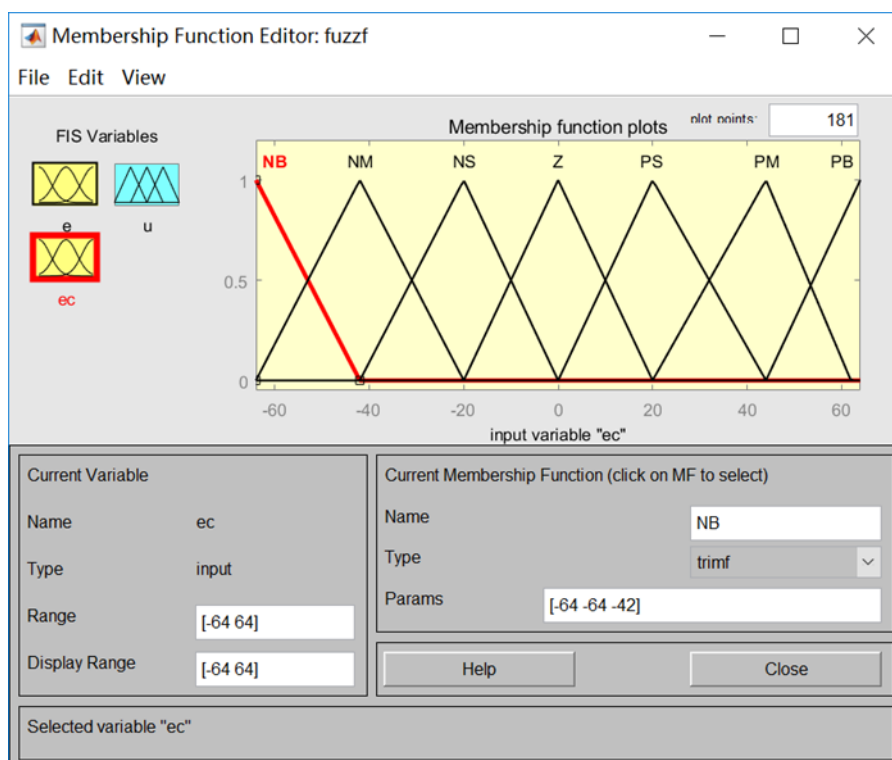 Membership Function Editor: fuzzf
File Edit View
FIS Variables
e
u
ec
Membership function plots
plot points:
181
NB NM NS Z PS PM PB
1
0.5
0
-60 -40 -20 0 20 40 60
input variable "ec"
Current Variable
Name ec
Type input
Range [-64 64]
Display Range [-64 64]
Current Membership Function (click on MF to select)
Name NB
Type trimf
Params [-64 -64 -42]
Help Close
Selected variable "ec"